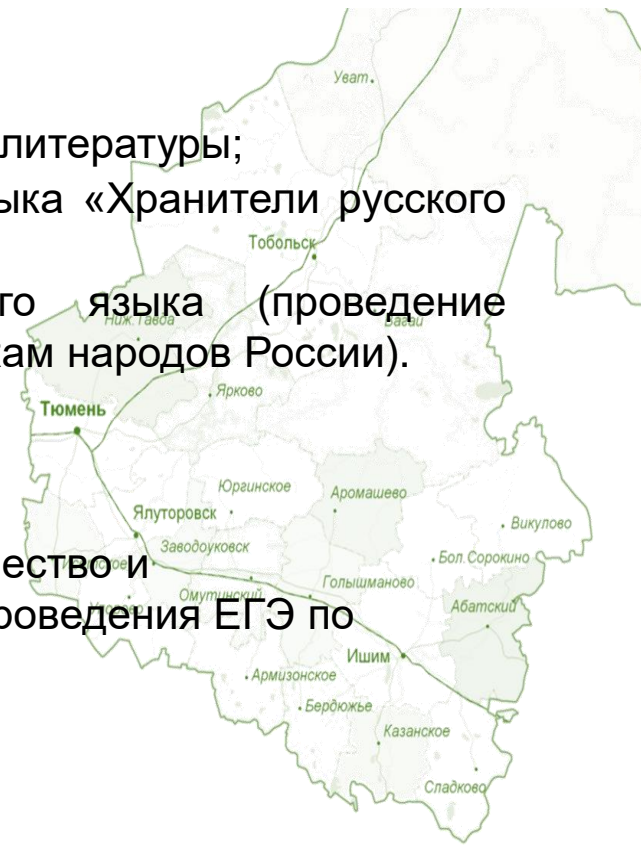 Уват
литературы;
ыка «Хранители русского
Тобольск
го языка (проведение
Ниж.Тавда
Вагай
кам народов России).
Ярково
Тюмень
Юргинское
Аромашево
Ялуторовск
Викулово
Заводоуковск
ество и
Бол.Сорокино
Голышманово
Омутинский
Абатский
роведения ЕГЭ по
Ишим
Армизонское
Бердюжье
Казанское
Сладково